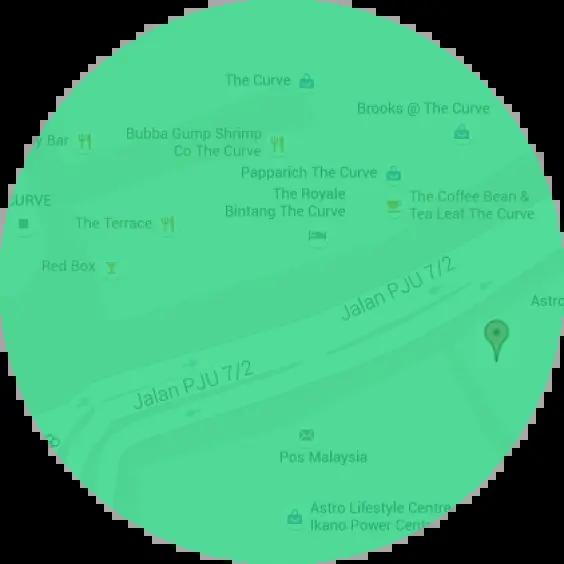 The Curve
Brooks @ The Curve
y Bar
Bubba Gump Shrimp
Co The Curve
Papparich The Curve
The Royale
Bintang The Curve
The Coffee Bean &
Tea Leaf The Curve
URVE
The Terrace
Red Box
Jalan PJU 7/2
Astro
Jalan PJU 7/2
Pos Malaysia
Astro Lifestyle Centre
Ikano Power Cent